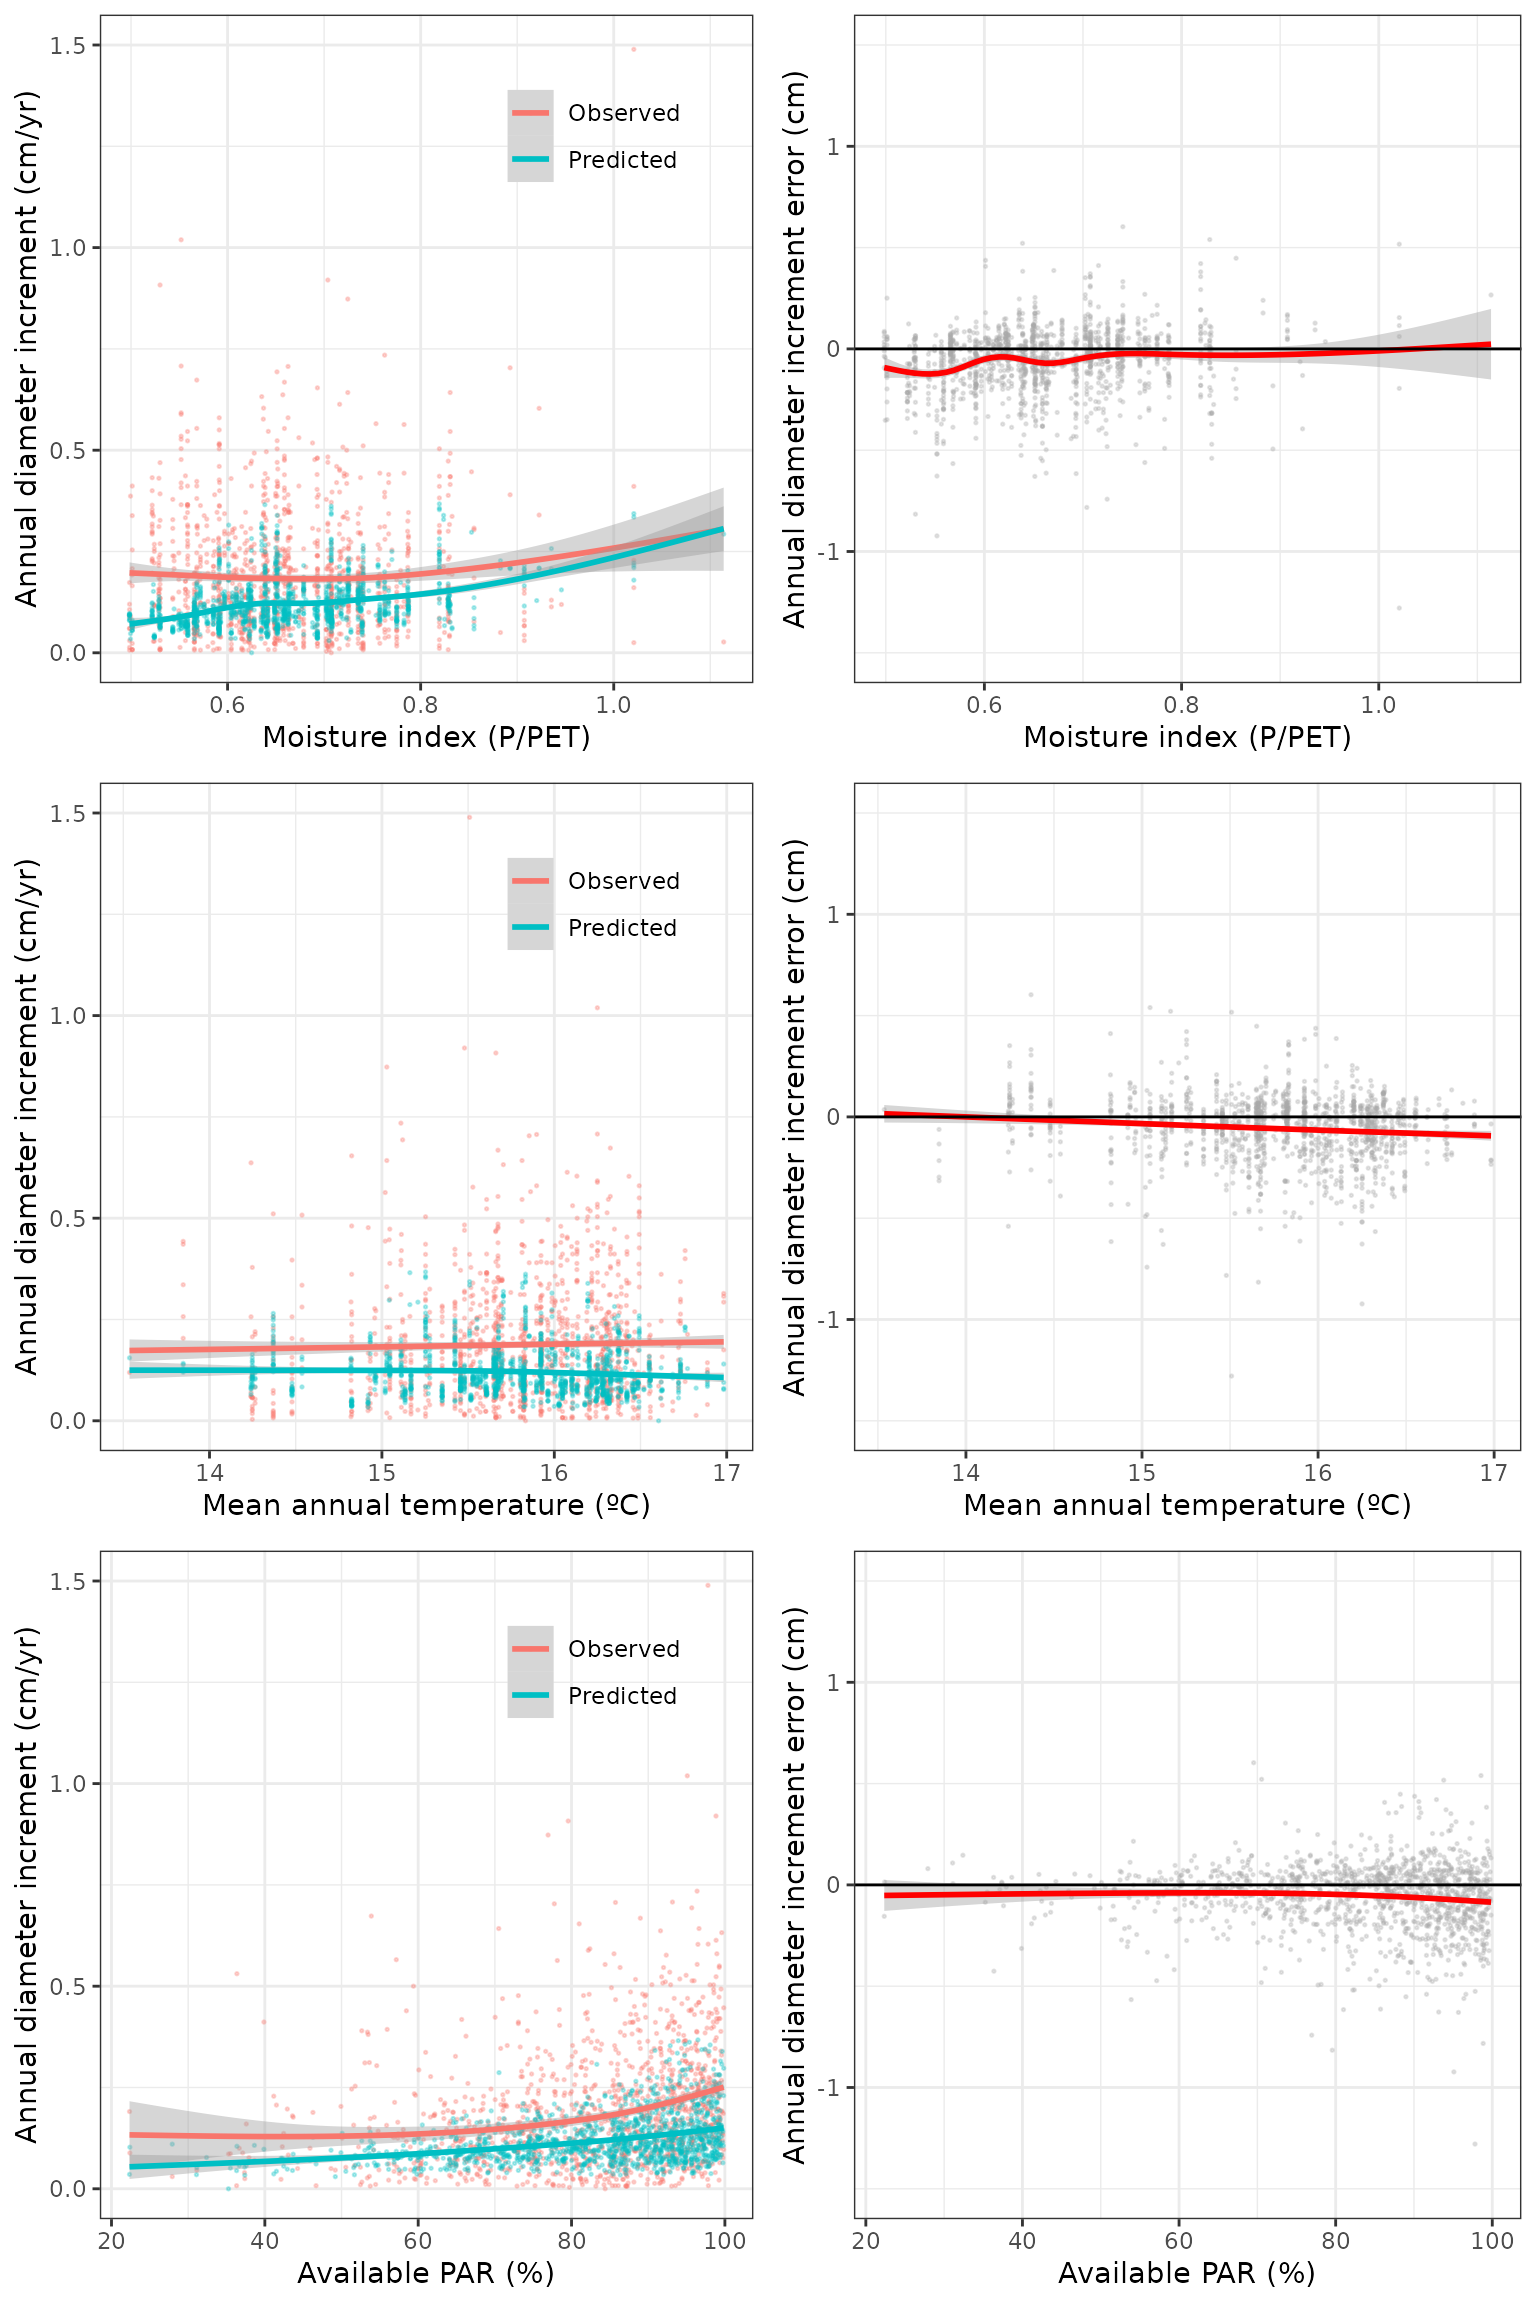 Annual diameter increment (cm/yr)
1.5
1.0
0.5
0.0
Observed
Predicted
0.6 0.8 1.0
Moisture index (P/PET)
Annual diameter increment error (cm)
1
0
-1
0.6 0.8 1.0
Moisture index (P/PET)
Annual diameter increment (cm/yr)
1.5
1.0
0.5
0.0
Observed
Predicted
14 15 16 17
Mean annual temperature (ºC)
Annual diameter increment error (cm)
1
0
-1
14 15 16 17
Mean annual temperature (ºC)
Annual diameter increment (cm/yr)
1.5
1.0
0.5
0.0
Observed
Predicted
20 40 60 80 100
Available PAR (%)
Annual diameter increment error (cm)
1
0
-1
20 40 60 80 100
Available PAR (%)